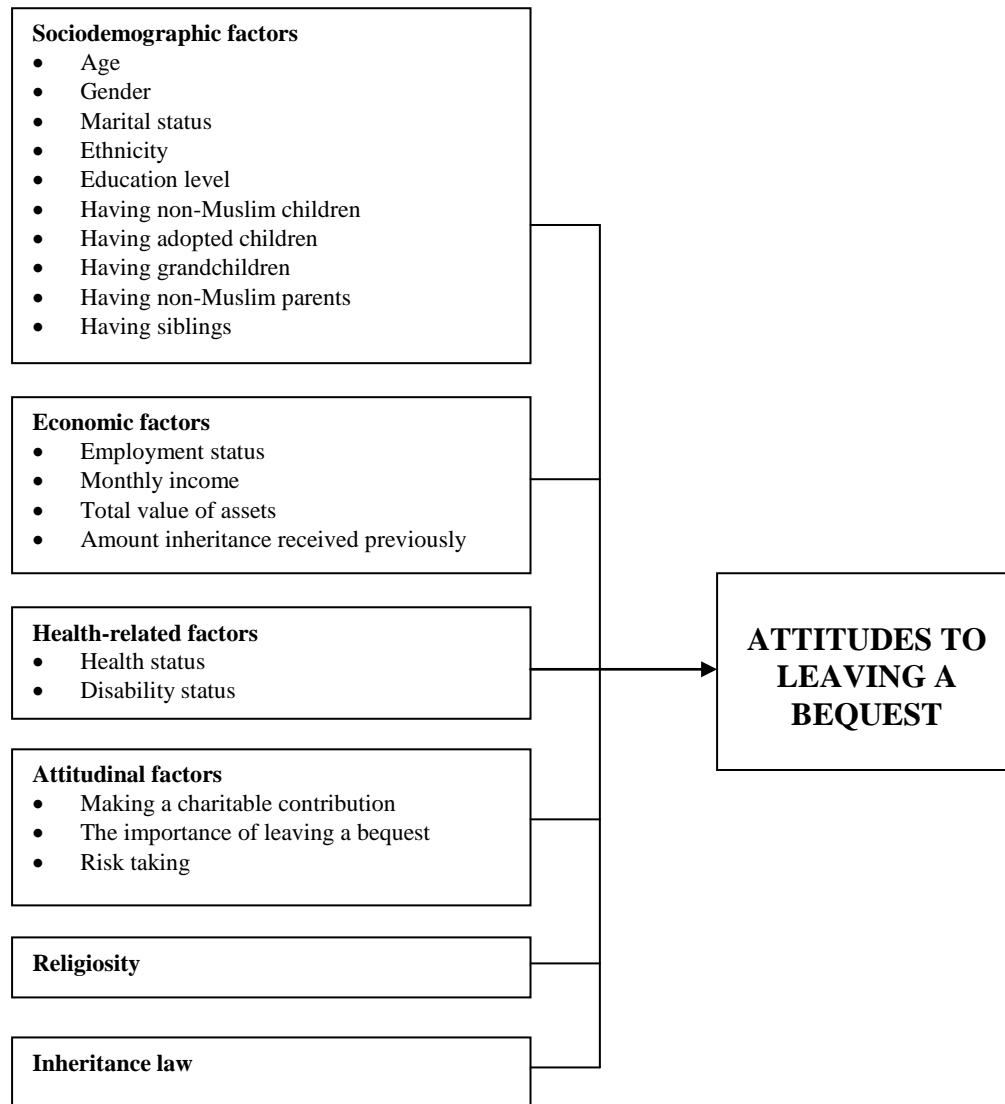 Sociodemographic factors
• Age
• Gender
• Marital status
• Ethnicity
• Education level
• Having non-Muslim children
• Having adopted children
• Having grandchildren
• Having non-Muslim parents
• Having siblings
Economic factors
• Employment status
• Monthly income
• Total value of assets
• Amount inheritance received previously
Health-related factors
• Health status
• Disability status
Attitudinal factors
• Making a charitable contribution
• The importance of leaving a bequest
• Risk taking
Religiosity
Inheritance law
ATTITUDES TO
LEAVING A
BEQUEST